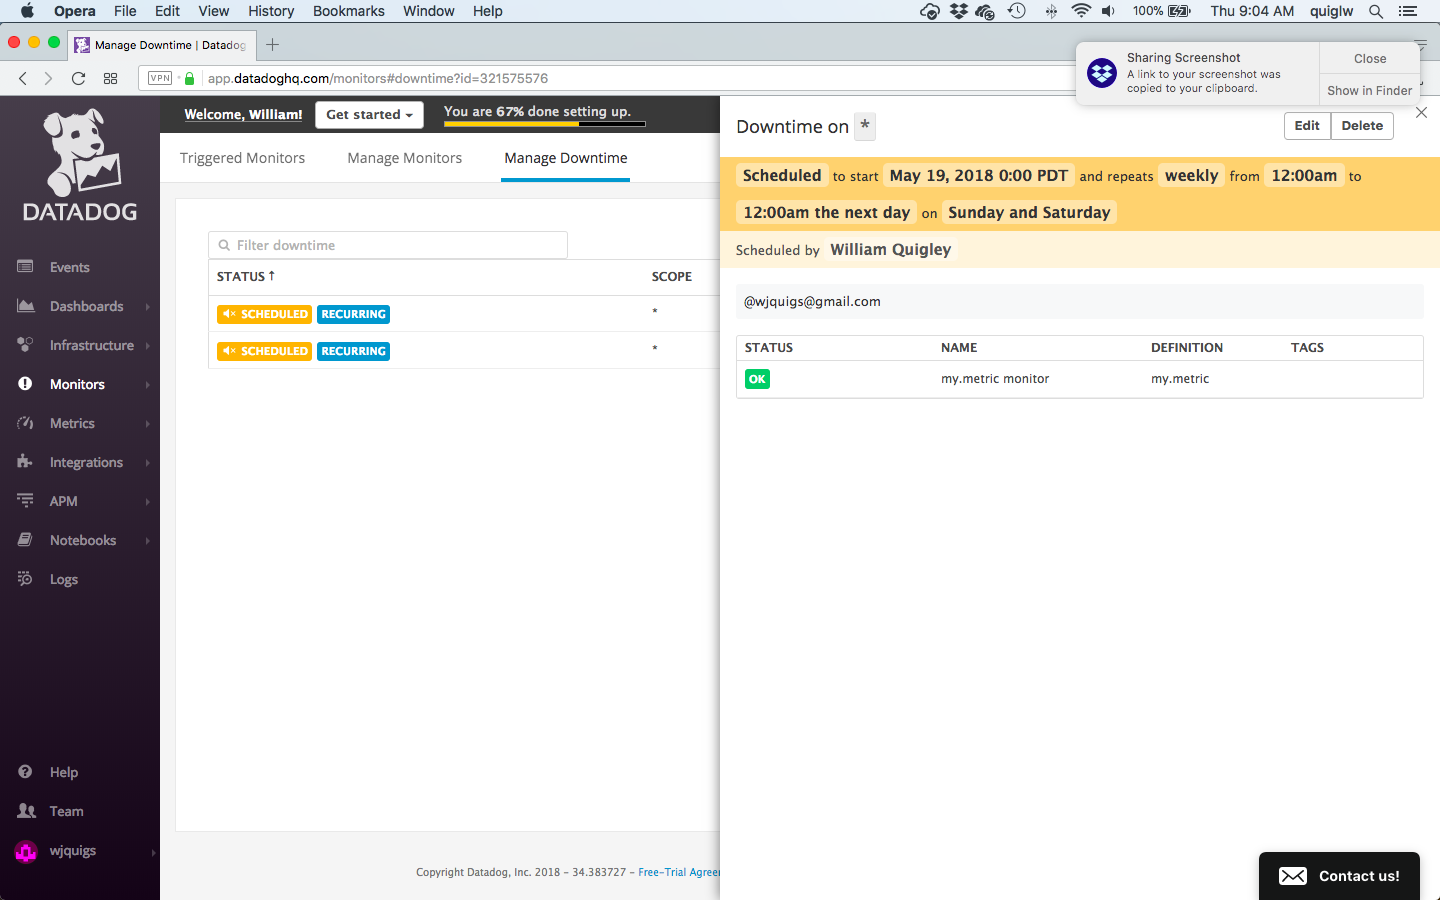 Opera File Edit View History Bookmarks Window Help 100% Thu 9:04 AM quiglw
Manage Downtime | Datadog
VPN app.datadoghq.com/monitors#downtime?id=321575576
Sharing Screenshot
A link to your screenshot was
copied to your clipboard.
Close
Show in Finder
DATADOG
Events
Dashboards
Infrastructure
Monitors
Metrics
Integrations
APM
Notebooks
Logs
Help
Team
wjquigs
Welcome, William! Get started You are 67% done setting up.
Triggered Monitors Manage Monitors Manage Downtime
Filter downtime
STATUS ↑ SCOPE
SCHEDULED RECURRING *
SCHEDULED RECURRING *
Copyright Datadog, Inc. 2018 - 34.383727 - Free-Trial Agreer
Downtime on * Edit Delete
Scheduled to start May 19, 2018 0:00 PDT and repeats weekly from 12:00am to
12:00am the next day on Sunday and Saturday
Scheduled by William Quigley
@wjquigs@gmail.com
STATUS NAME DEFINITION TAGS
OK my.metric monitor my.metric
Contact us!